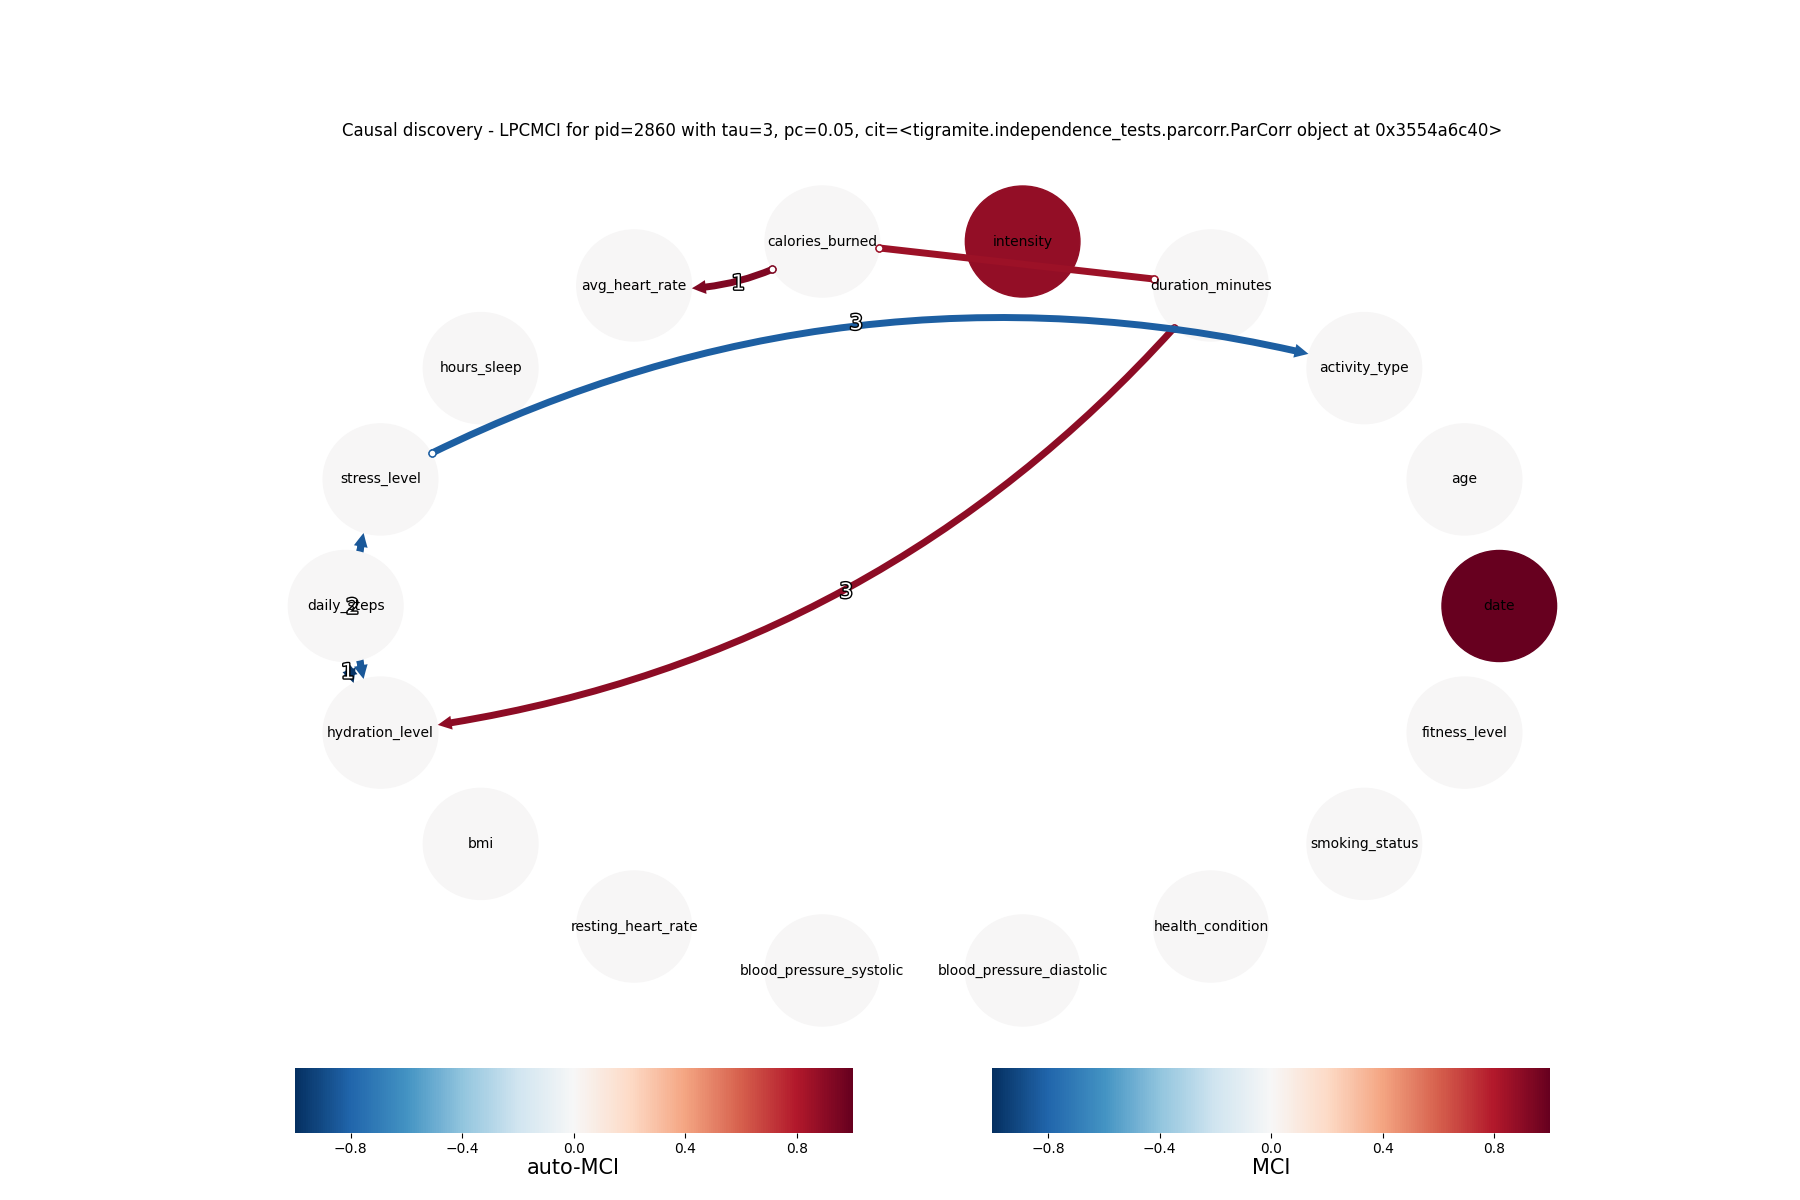 Causal discovery - LPCMCI for pid=2860 with tau=3, pc=0.05, cit=<tigramite.independence_tests.parcorr.ParCorr object at 0x3554a6c40>
calories_burned
intensity
avg_heart_rate
1
duration_minutes
3
hours_sleep
activity_type
stress_level
age
3
daily_steps
2
date
1
hydration_level
fitness_level
bmi
smoking_status
resting_heart_rate
health_condition
blood_pressure_systolic
blood_pressure_diastolic
−0.8 −0.4 0.0 0.4 0.8
auto-MCI
−0.8 −0.4 0.0 0.4 0.8
MCI